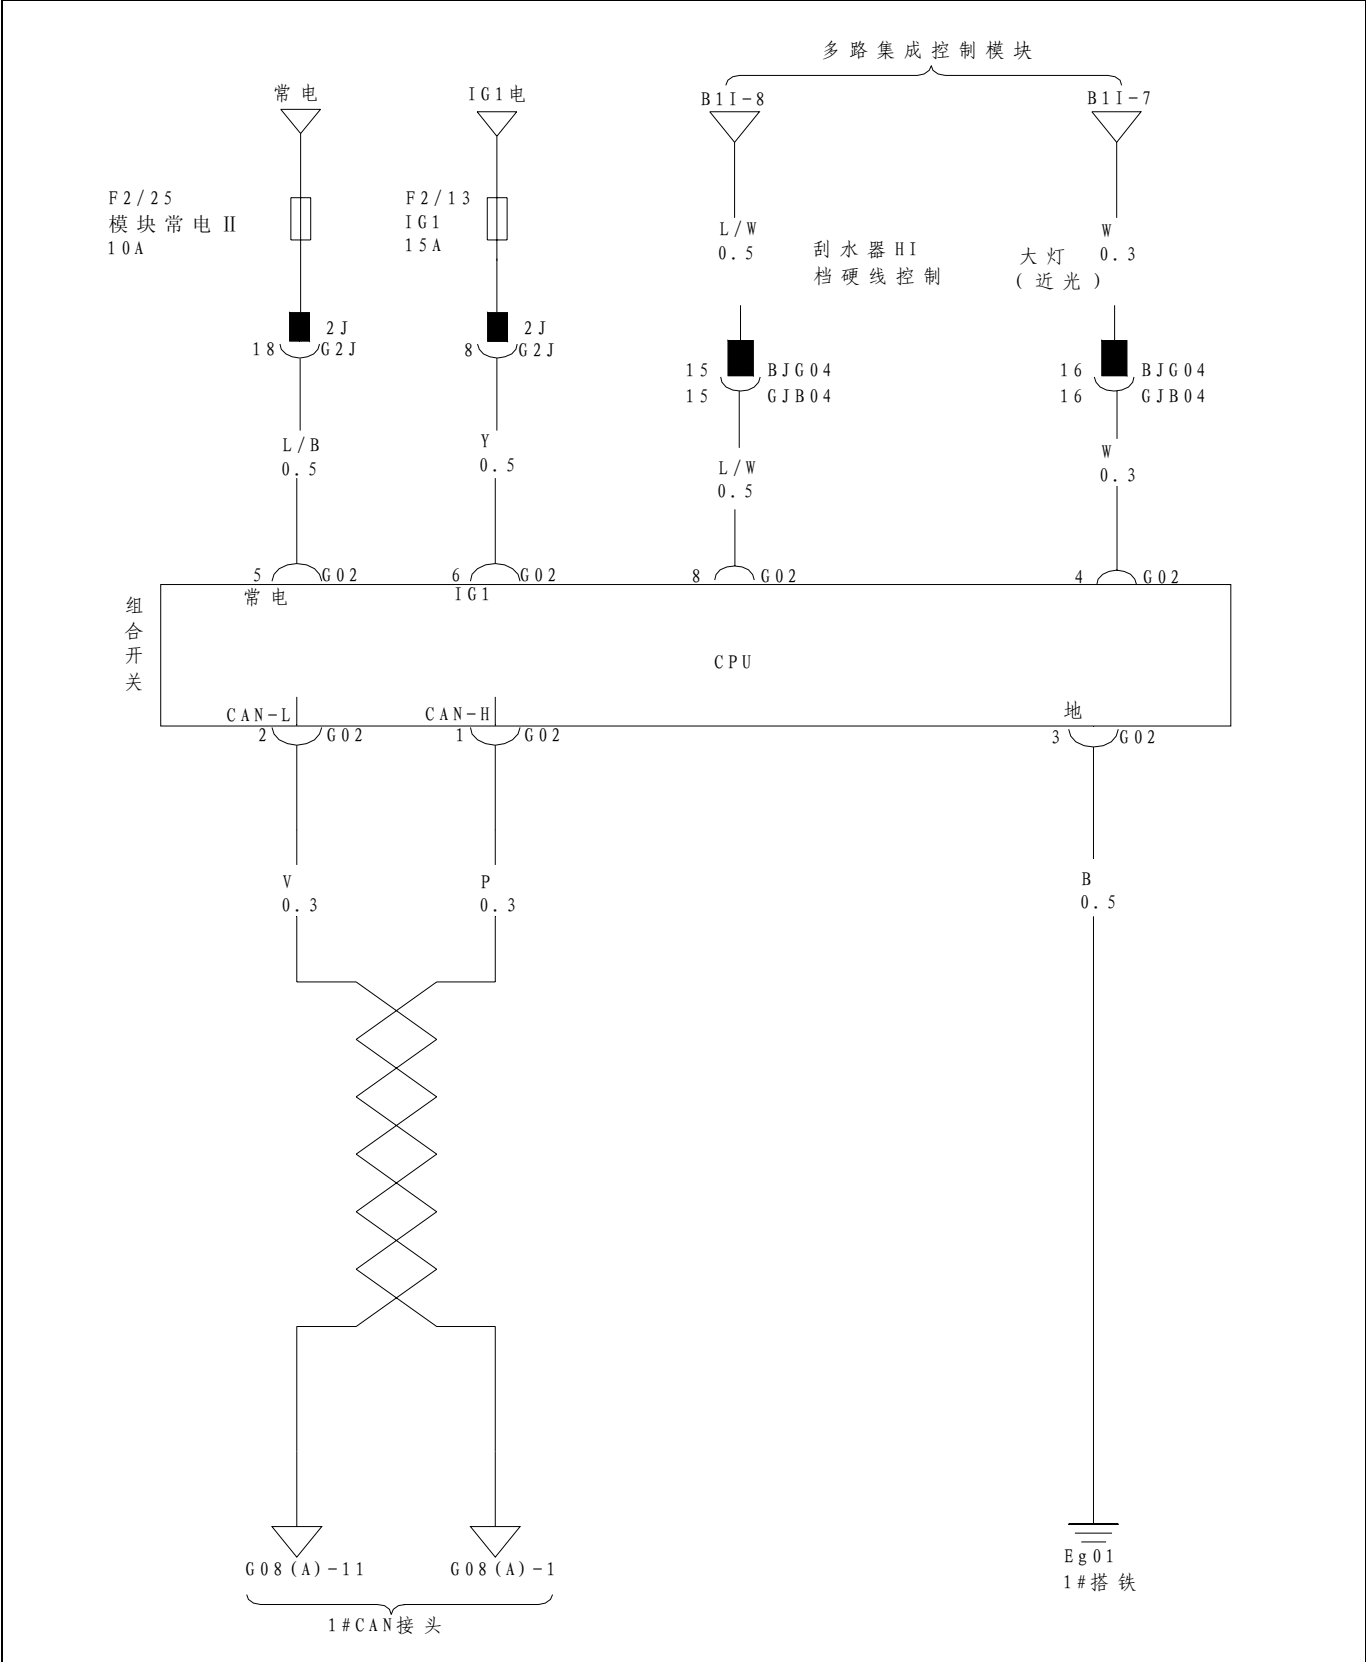 多路集成控制模块
常电
IG1电
B1I-8
B1I-7
F2/25
模块常电Ⅱ
10A
F2/13
IG1
15A
L/W
0.5
刮水器HI
档硬线控制
大灯
(近光)
W
0.3
2J
18
G2J
2J
8
G2J
15
BJG04
15
GJB04
16
BJG04
16
GJB04
L/B
0.5
Y
0.5
L/W
0.5
W
0.3
5
G02
6
G02
8
G02
4
G02
常电
IG1
组合开关
CPU
CAN-L
CAN-H
地
2
G02
1
G02
3
G02
V
0.3
P
0.3
B
0.5
G08(A)-11
G08(A)-1
1#CAN接头
Eg01
1#搭铁